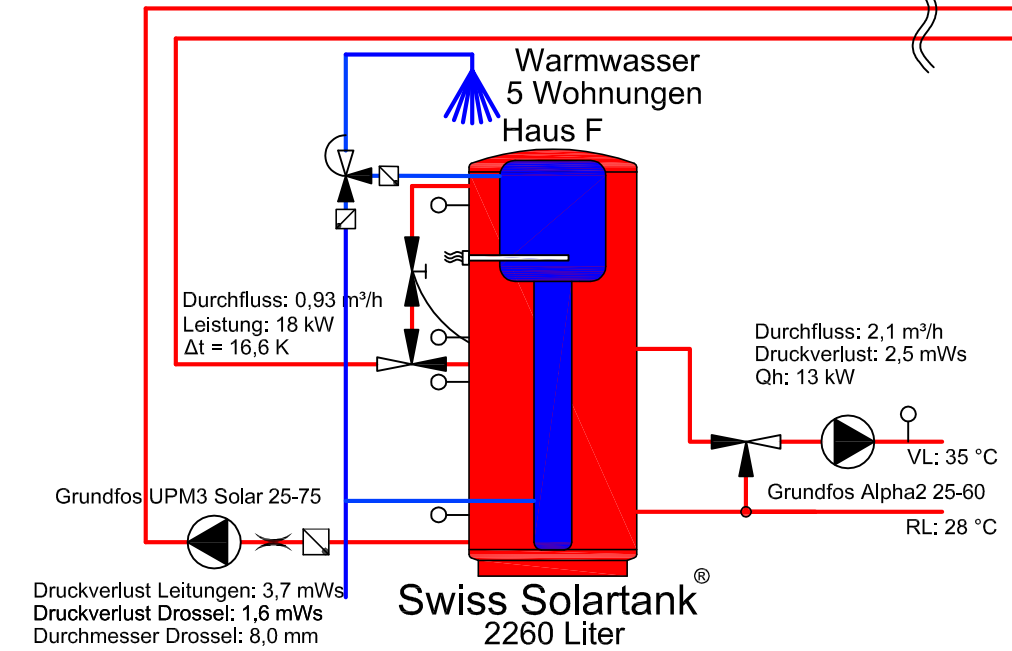 Warmwasser
5 Wohnungen
Haus F
Durchfluss: 0,93 m³/h
Leistung: 18 kW
Δt = 16,6 K
Durchfluss: 2,1 m³/h
Druckverlust: 2,5 mWs
Qh: 13 kW
VL: 35 °C
Grundfos Alpha2 25-60
RL: 28 °C
Grundfos UPM3 Solar 25-75
Druckverlust Leitungen: 3,7 mWs
Druckverlust Drossel: 1,6 mWs
Durchmesser Drossel: 8,0 mm
Swiss Solartank®
2260 Liter